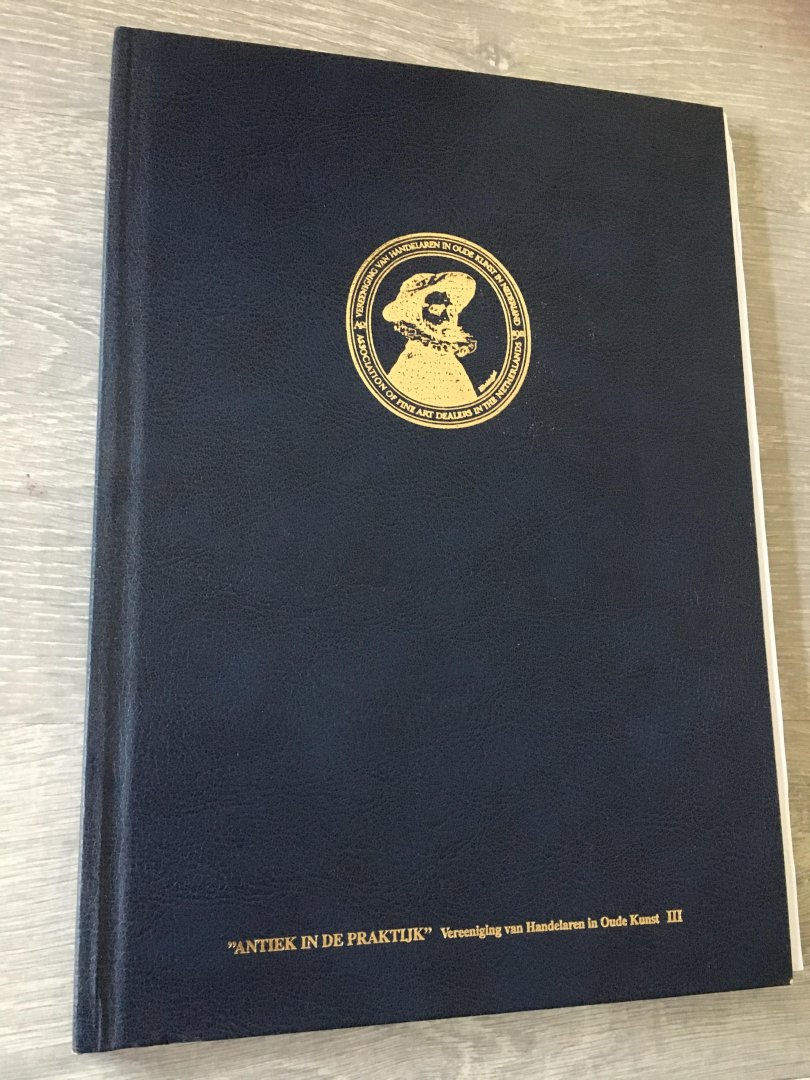 VEREENIGING VAN HANDELAREN IN OUDE KUNST IN NEDERLAND
ASSOCIATION OF FINE ART DEALERS IN THE NETHERLANDS
”ANTIEK IN DE PRAKTIJK” Vereeniging van Handelaren in Oude Kunst III